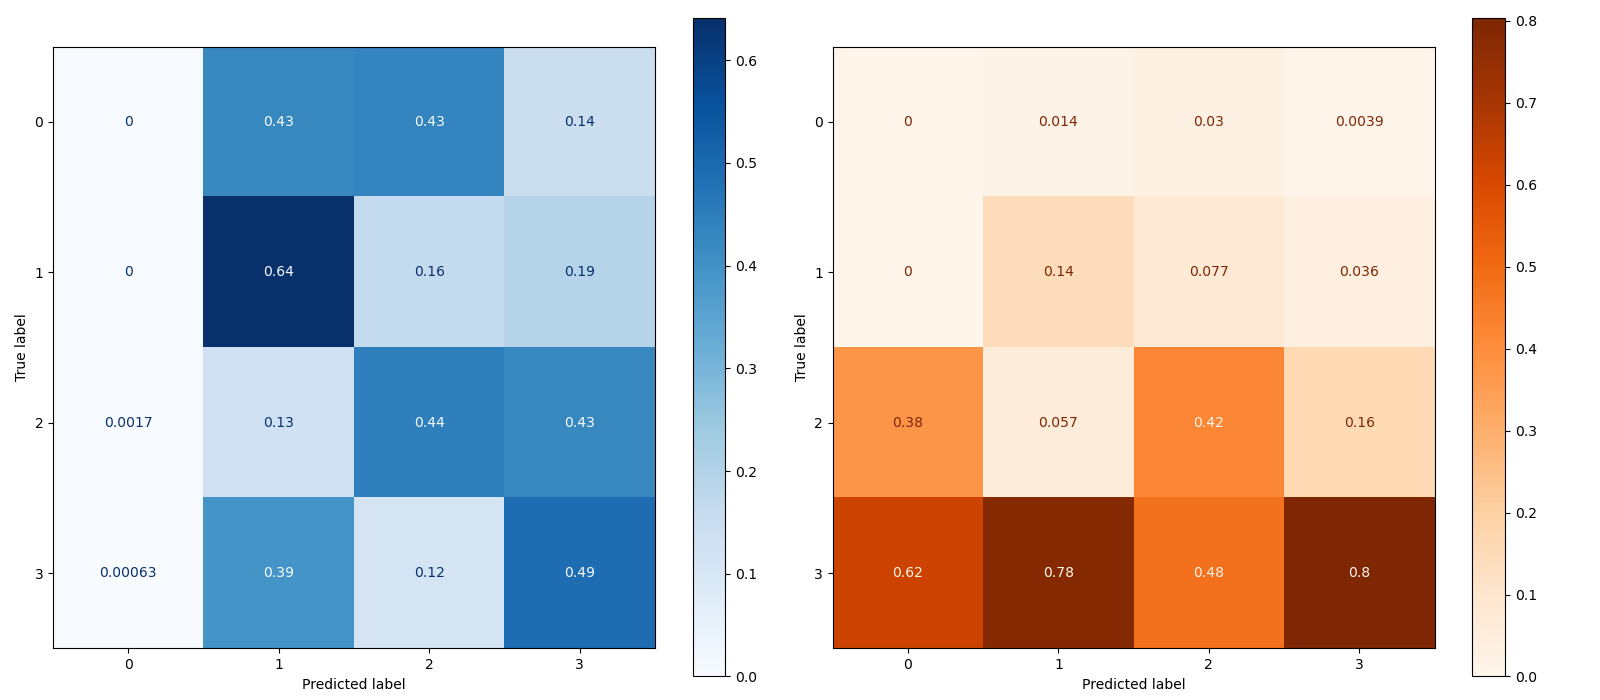 0 0 0.43 0.43 0.14
1 0 0.64 0.16 0.19
2 0.0017 0.13 0.44 0.43
3 0.00063 0.39 0.12 0.49
0 1 2 3
Predicted label
True label
0.6
0.5
0.4
0.3
0.2
0.1
0.0
0 0 0.014 0.03 0.0039
1 0 0.14 0.077 0.036
2 0.38 0.057 0.42 0.16
3 0.62 0.78 0.48 0.8
0 1 2 3
Predicted label
True label
0.8
0.7
0.6
0.5
0.4
0.3
0.2
0.1
0.0